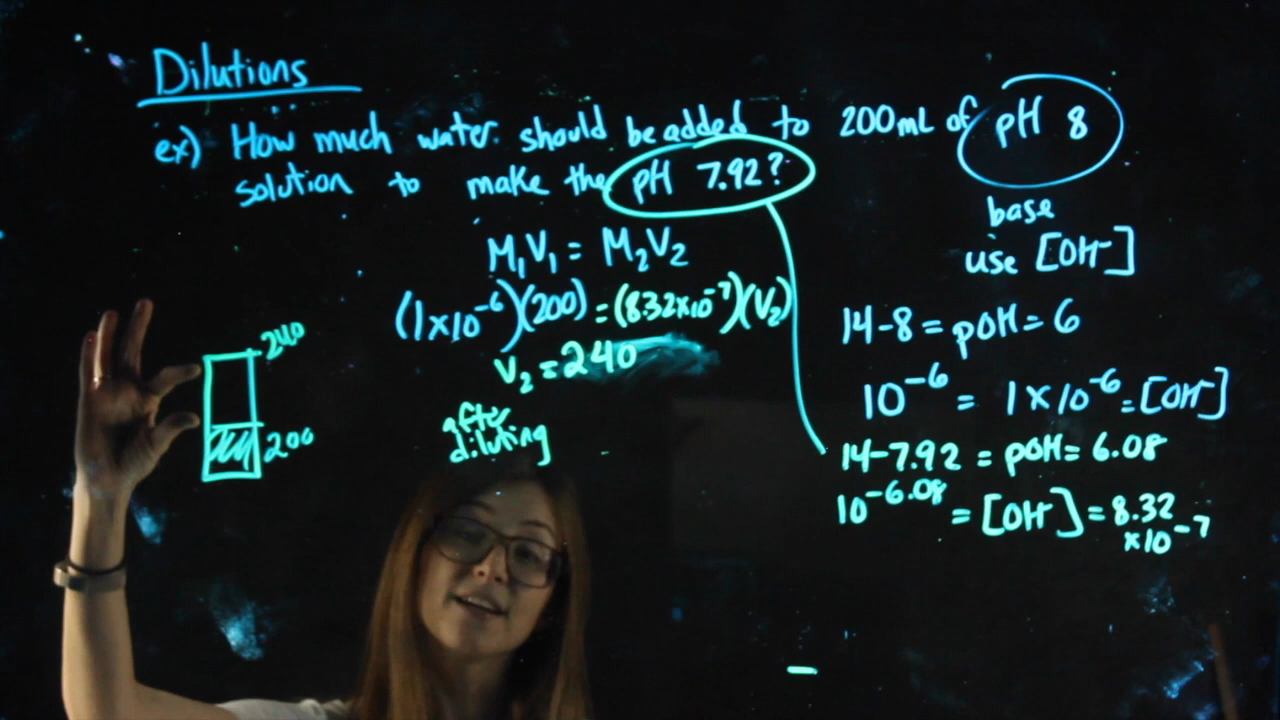 Dilutions
ex) How much water should be added to 200mL of pH 8
solution to make the pH 7.92?
base
use [OH-]
M₁V₁ = M₂V₂
(1x10⁻⁶)(200) = (8.32x10⁻⁷)(V₂)
V₂ = 240
after
diluting
240
200
14-8 = pOH = 6
10⁻⁶ = 1x10⁻⁶ = [OH⁻]
14-7.92 = pOH = 6.08
10⁻⁶·⁰⁸ = [OH⁻] = 8.32
x10⁻⁷